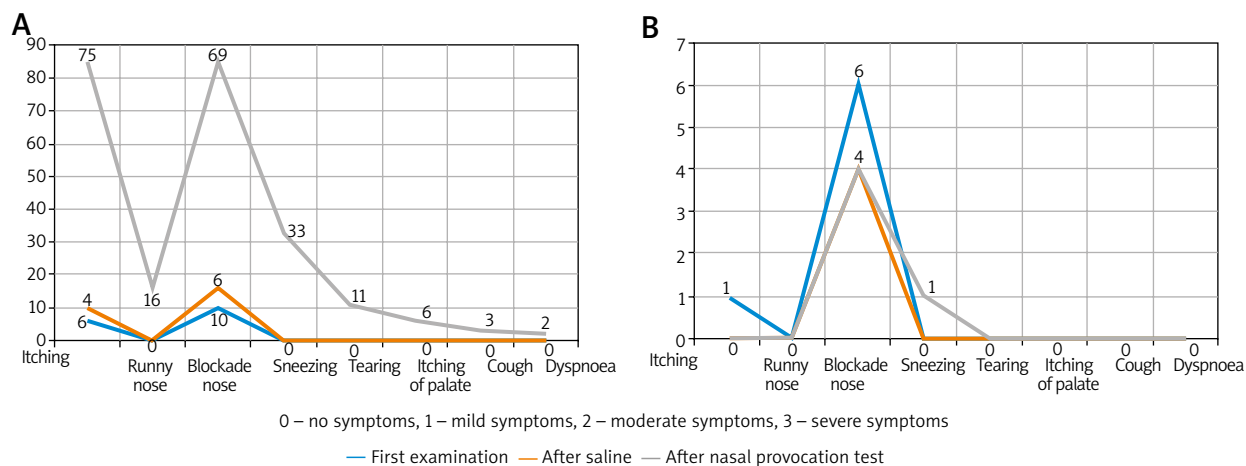 A
90
80
70
60
50
40
30
20
10
0
75
69
16
33
11
6
3
2
4
6
6
10
0
0
0
0
0
0
Itching
Runny nose
Blockade nose
Sneezing
Tearing
Itching of palate
Cough
Dyspnoea
B
7
6
5
4
3
2
1
0
1
6
4
1
0
0
0
0
0
0
0
Itching
Runny nose
Blockade nose
Sneezing
Tearing
Itching of palate
Cough
Dyspnoea
0 – no symptoms, 1 – mild symptoms, 2 – moderate symptoms, 3 – severe symptoms
First examination After saline After nasal provocation test